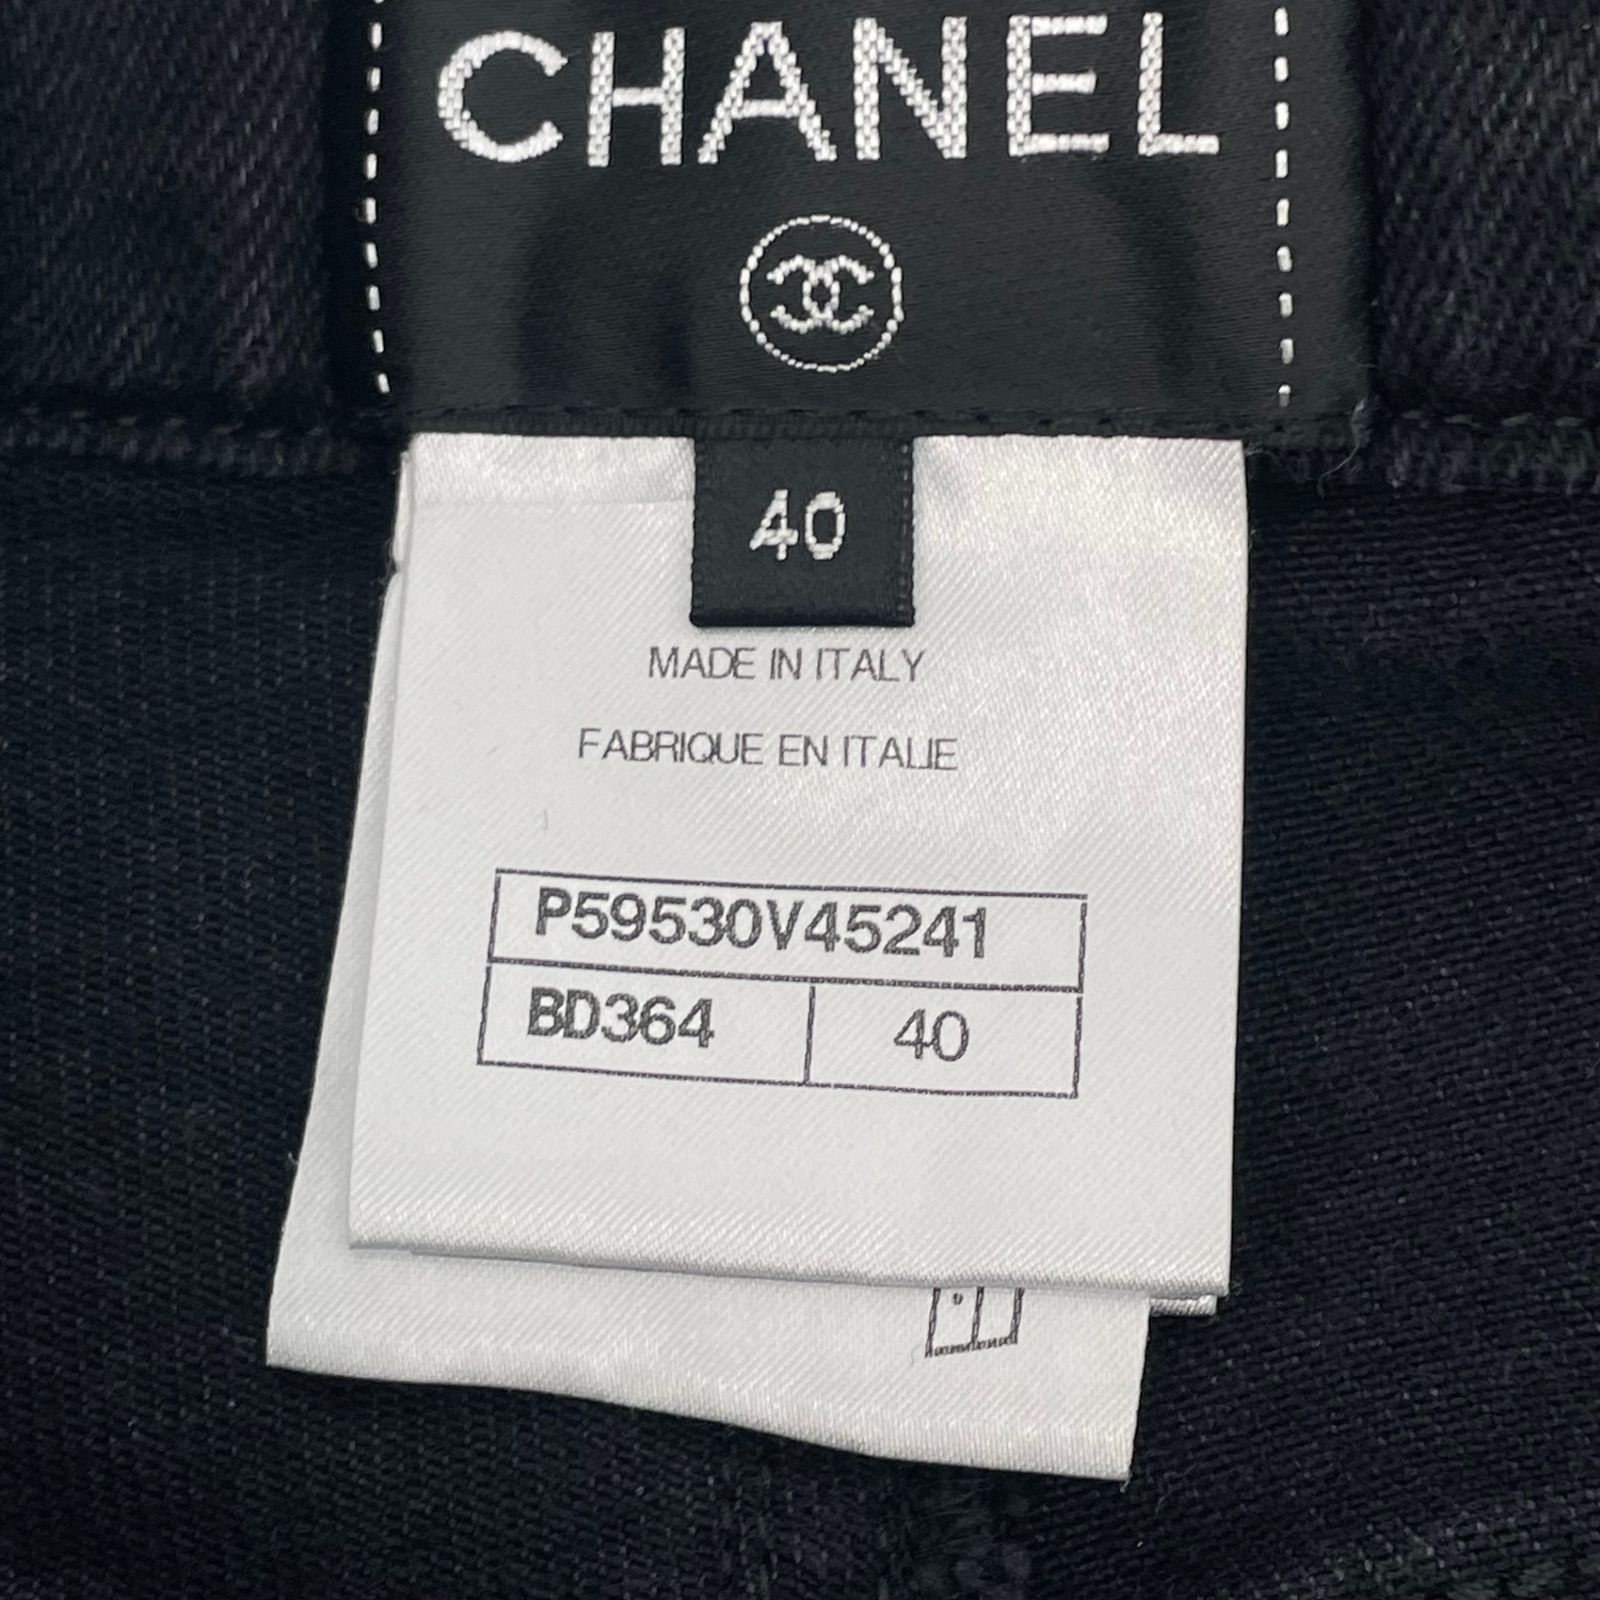 CHANEL
40
MADE IN ITALY
FABRIQUE EN ITALIE
P59530V45241
BD364 40